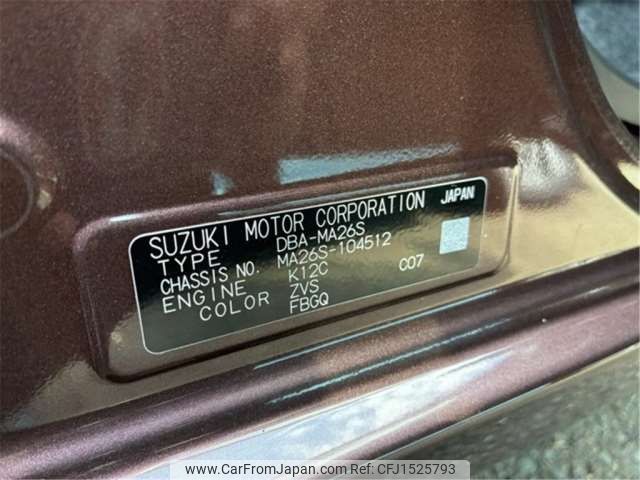 SUZUKI MOTOR CORPORATION JAPAN
TYPE DBA-MA26S
CHASSIS NO. MA26S-104512
ENGINE K12C C07
COLOR ZVS
FBGQ
www.CarFromJapan.com - CFJ1525793